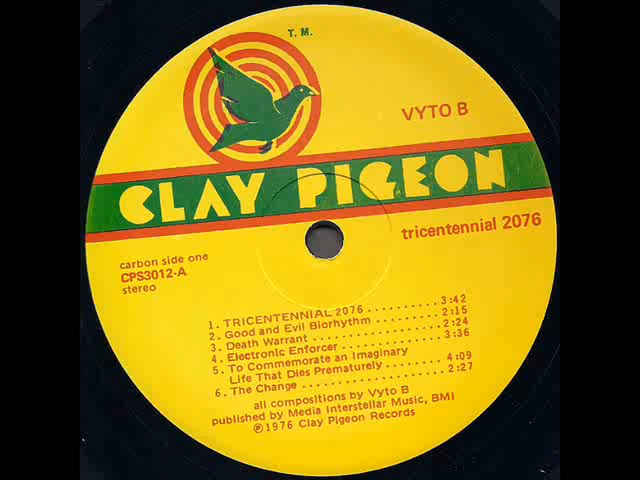 T. M.
VYTO B
CLAY PIGEON
tricentennial 2076
carbon side one
CPS3012-A
stereo
1. TRICENTENNIAL 2076 .......... 3:42
2. Good and Evil Biorhythm ......... 2:15
3. Death Warrant .................. 2:24
4. Electronic Enforcer .............. 3:36
5. To Commemorate an Imaginary
Life That Dies Prematurely ........ 4:09
6. The Change .................... 2:27
all compositions by Vyto B
published by Media Interstellar Music, BMI
℗1976 Clay Pigeon Records